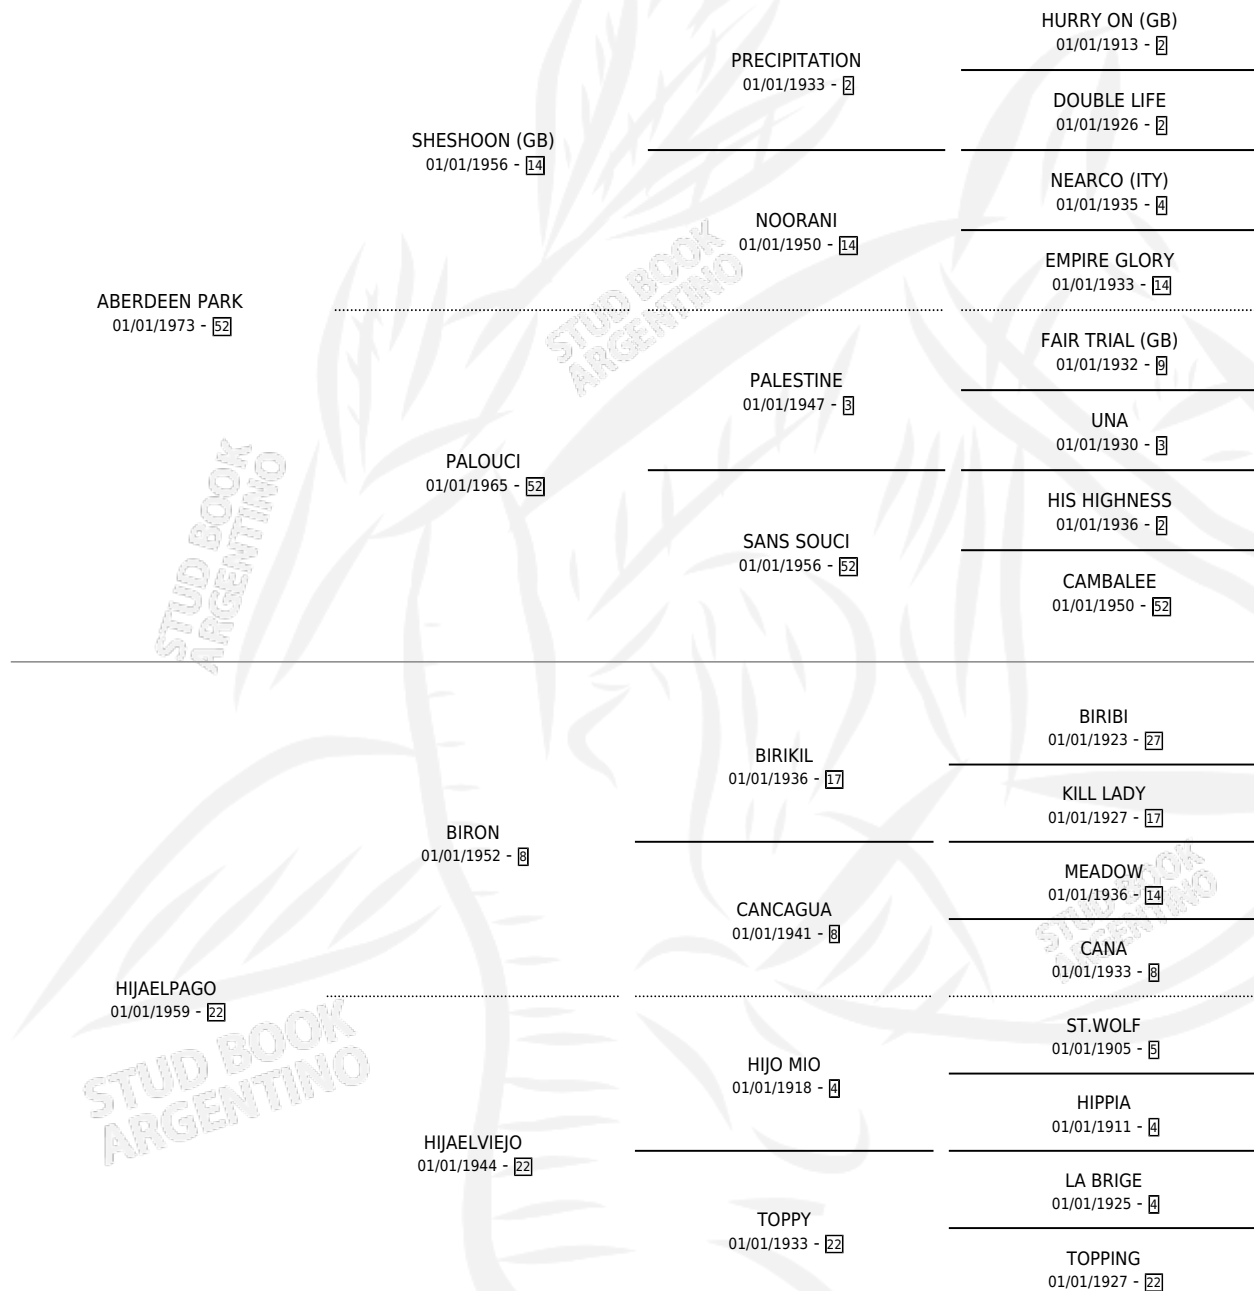 HURRY ON (GB)
01/01/1913 - 2
PRECIPITATION
01/01/1933 - 2
DOUBLE LIFE
01/01/1926 - 2
SHESHOON (GB)
01/01/1956 - 14
NEARCO (ITY)
01/01/1935 - 4
NOORANI
01/01/1950 - 14
EMPIRE GLORY
01/01/1933 - 14
ABERDEEN PARK
01/01/1973 - 52
FAIR TRIAL (GB)
01/01/1932 - 9
PALESTINE
01/01/1947 - 3
UNA
01/01/1930 - 3
PALOUCI
01/01/1965 - 52
HIS HIGHNESS
01/01/1936 - 2
SANS SOUCI
01/01/1956 - 52
CAMBALEE
01/01/1950 - 52
BIRIBI
01/01/1923 - 27
BIRIKIL
01/01/1936 - 17
KILL LADY
01/01/1927 - 17
BIRON
01/01/1952 - 8
MEADOW
01/01/1936 - 14
CANCAGUA
01/01/1941 - 8
CANA
01/01/1933 - 8
HIJAELPAGO
01/01/1959 - 22
ST.WOLF
01/01/1905 - 5
HIJO MIO
01/01/1918 - 4
HIPPIA
01/01/1911 - 4
HIJAELVIEJO
01/01/1944 - 22
LA BRIGE
01/01/1925 - 4
TOPPY
01/01/1933 - 22
TOPPING
01/01/1927 - 22
STUD BOOK
ARGENTINO
STUD BOOK
ARGENTINO
STUD BOOK
ARGENTINO
STUD BOOK
ARGENTINO